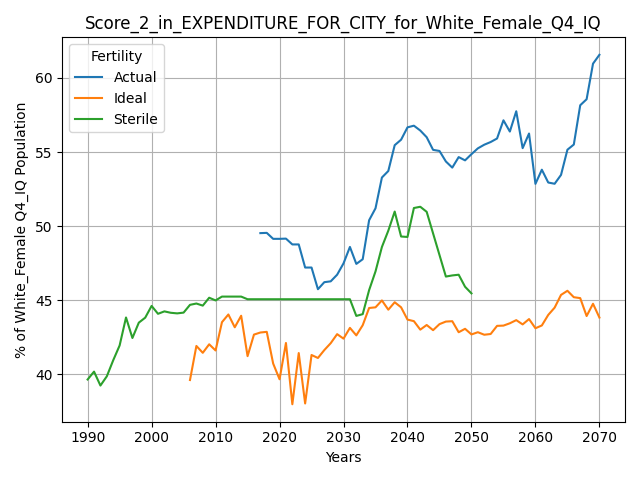 Score_2_in_EXPENDITURE_FOR_CITY_for_White_Female_Q4_IQ
Fertility
Actual
Ideal
Sterile
% of White_Female Q4_IQ Population
60
55
50
45
40
1990 2000 2010 2020 2030 2040 2050 2060 2070
Years